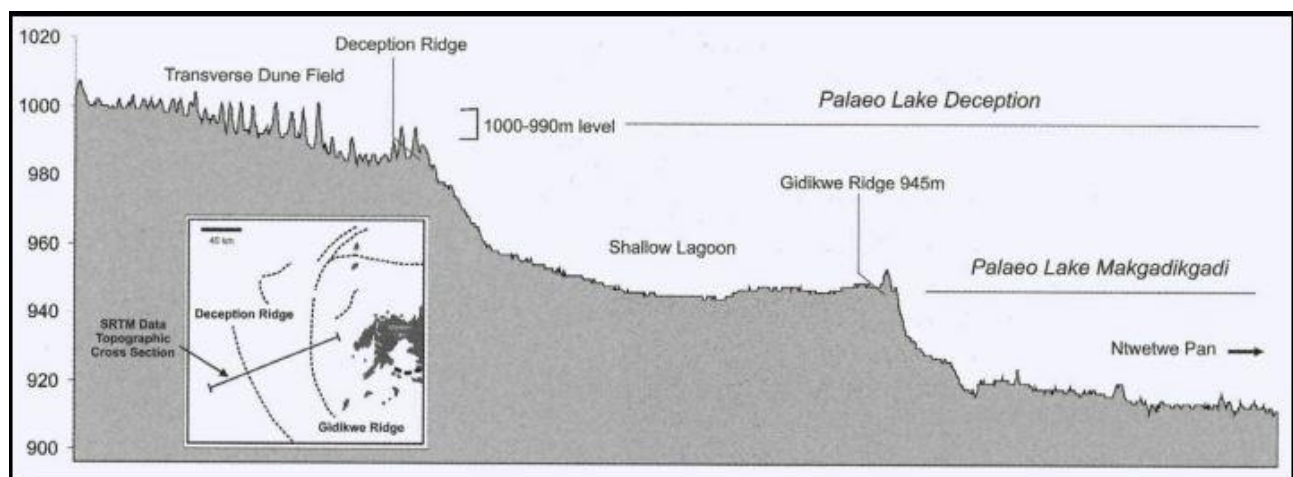 1020
1000
980
960
940
920
900
Transverse Dune Field
Deception Ridge
1000-990m level
Palaeo Lake Deception
Gidikwe Ridge 945m
Shallow Lagoon
Palaeo Lake Makgadikgadi
Ntwetwe Pan
40 km
Deception Ridge
SRTM Data
Topographic
Cross Section
Gidikwe Ridge